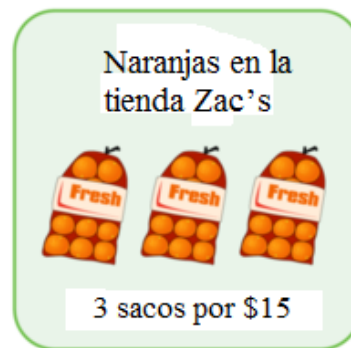 Naranjas en la
tienda Zac's
Fresh Fresh Fresh
3 sacos por $15